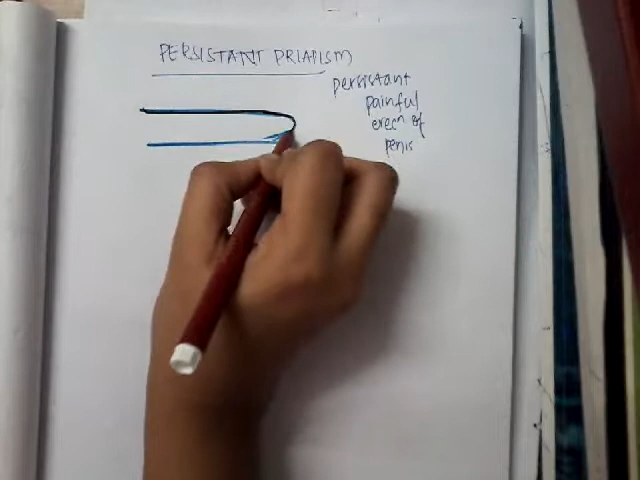 PERSISTANT PRIAPISM
persistant
painful
erecⁿ of
penis